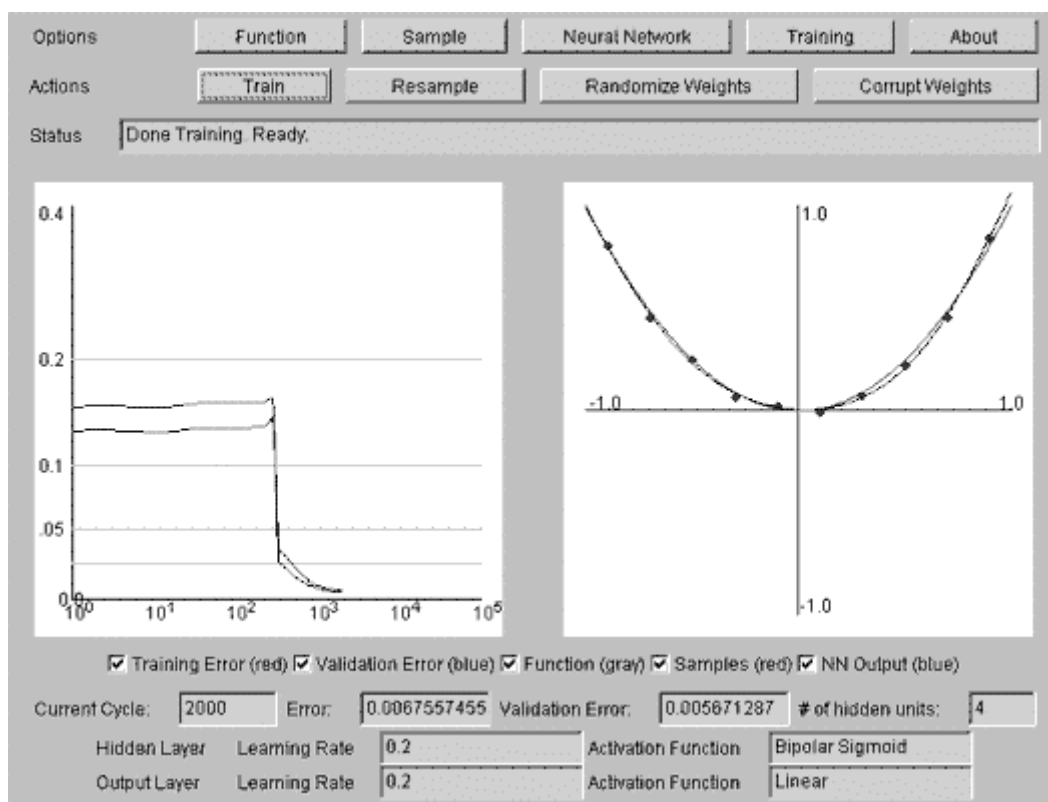 Options Function Sample Neural Network Training About
Actions Train Resample Randomize Weights Corrupt Weights
Status Done Training. Ready.
0.4
0.2
0.1
.05
0.0
10^0 10^1 10^2 10^3 10^4 10^5
1.0
-1.0 1.0
-1.0
Training Error (red) Validation Error (blue) Function (gray) Samples (red) NN Output (blue)
Current Cycle: 2000 Error: 0.0067557455 Validation Error: 0.005671287 # of hidden units: 4
Hidden Layer Learning Rate 0.2 Activation Function Bipolar Sigmoid
Output Layer Learning Rate 0.2 Activation Function Linear